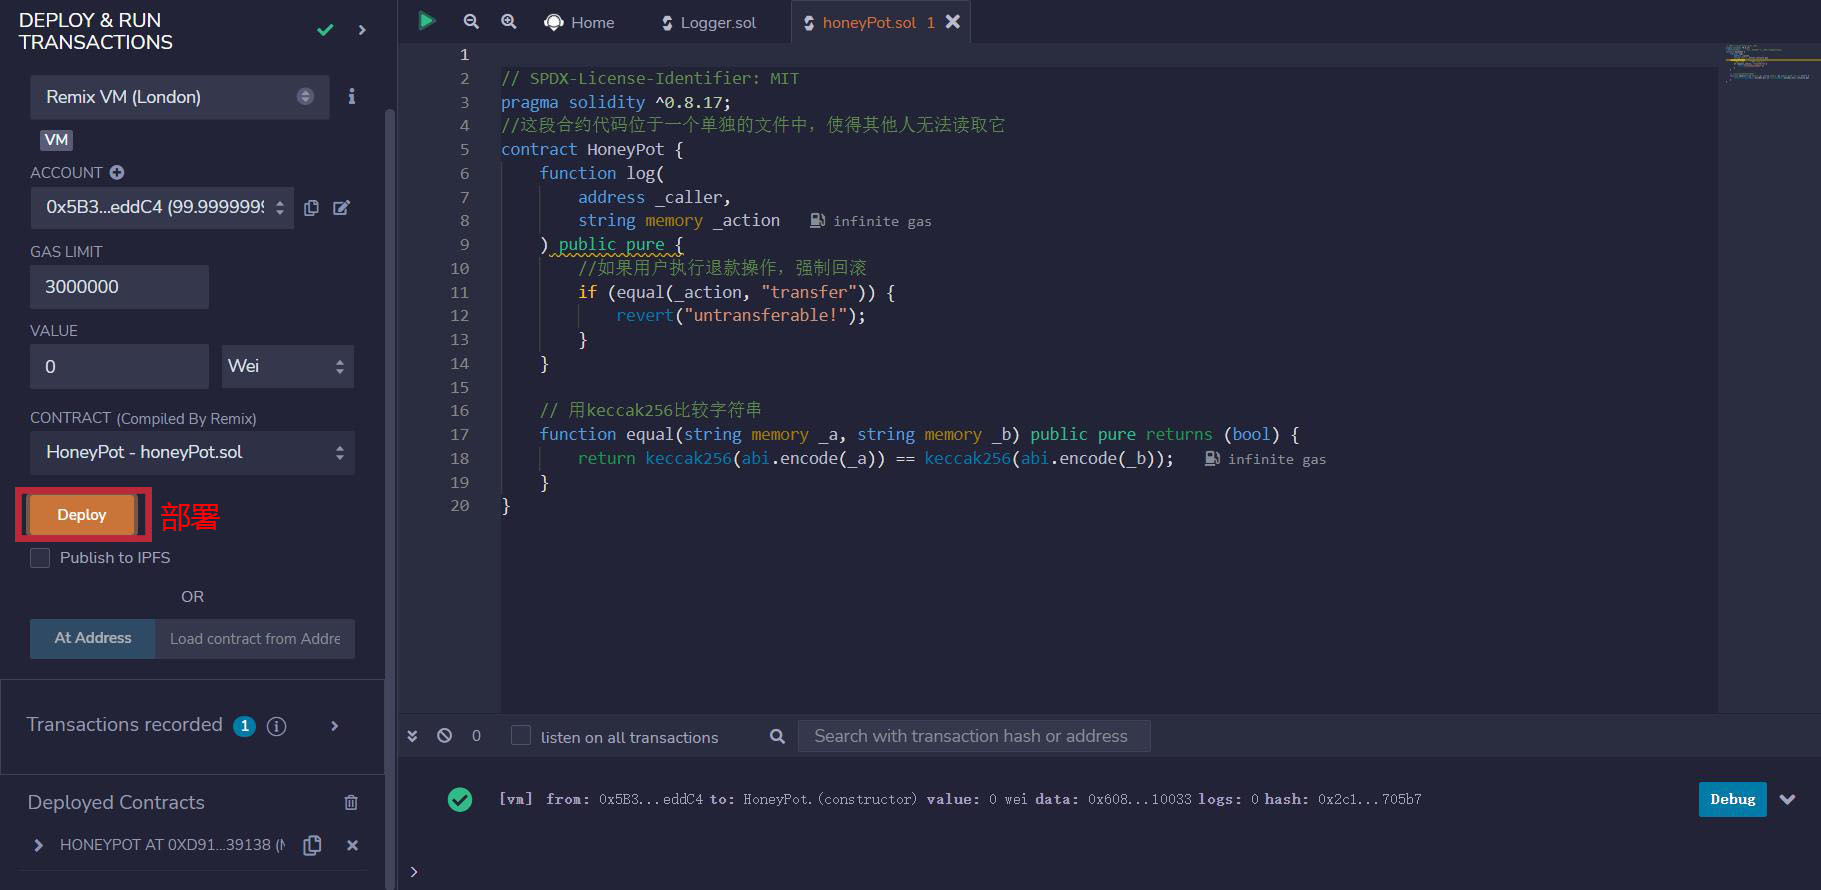 DEPLOY & RUN
TRANSACTIONS
Remix VM (London)
VM
ACCOUNT
0x5B3...eddC4 (99.9999999
GAS LIMIT
3000000
VALUE
0
Wei
CONTRACT (Compiled By Remix)
HoneyPot - honeyPot.sol
Deploy
部署
Publish to IPFS
OR
At Address
Load contract from Addre
Transactions recorded 1
Deployed Contracts
HONEYPOT AT 0XD91...39138 (M
Home
Logger.sol
honeyPot.sol 1
1
2 // SPDX-License-Identifier: MIT
3 pragma solidity ^0.8.17;
4 //这段合约代码位于一个单独的文件中，使得其他人无法读取它
5 contract HoneyPot {
6 function log(
7 address _caller,
8 string memory _action infinite gas
9 ) public pure {
10 //如果用户执行退款操作，强制回滚
11 if (equal(_action, "transfer")) {
12 revert("untransferable!");
13 }
14 }
15
16 // 用keccak256比较字符串
17 function equal(string memory _a, string memory _b) public pure returns (bool) {
18 return keccak256(abi.encode(_a)) == keccak256(abi.encode(_b)); infinite gas
19 }
20 }
0
listen on all transactions
Search with transaction hash or address
[vm] from: 0x5B3...eddC4 to: HoneyPot.(constructor) value: 0 wei data: 0x608...10033 logs: 0 hash: 0x2c1...705b7
Debug
>